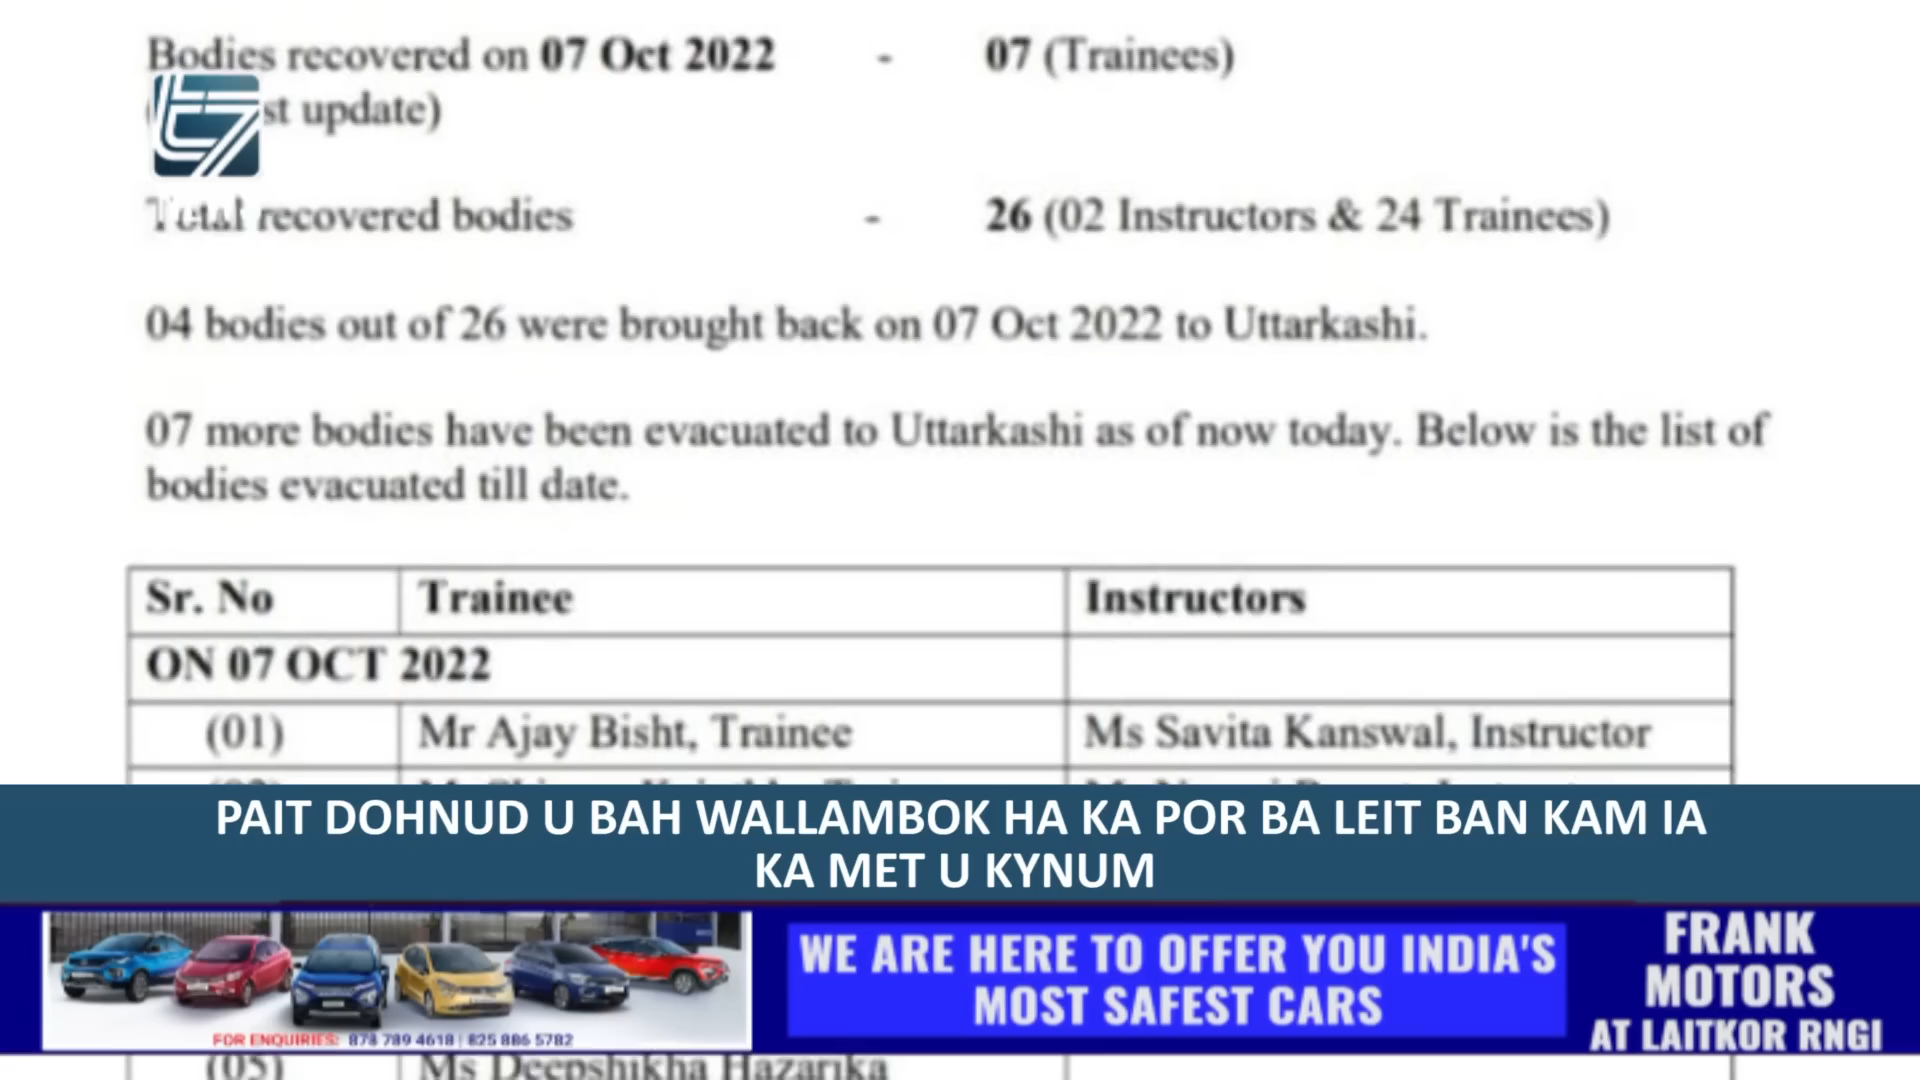 Bodies recovered on 07 Oct 2022 - 07 (Trainees)
st update)
Total recovered bodies - 26 (02 Instructors & 24 Trainees)
04 bodies out of 26 were brought back on 07 Oct 2022 to Uttarkashi.
07 more bodies have been evacuated to Uttarkashi as of now today. Below is the list of
bodies evacuated till date.
Sr. No Trainee Instructors
ON 07 OCT 2022
(01) Mr Ajay Bisht, Trainee Ms Savita Kanswal, Instructor
PAIT DOHNUD U BAH WALLAMBOK HA KA POR BA LEIT BAN KAM IA
KA MET U KYNUM
WE ARE HERE TO OFFER YOU INDIA'S
MOST SAFEST CARS
FRANK
MOTORS
AT LAITKOR RNGI
FOR ENQUIRIES: 878 789 4618 | 825 886 5782
(05) Ms Deepshikha Hazarika